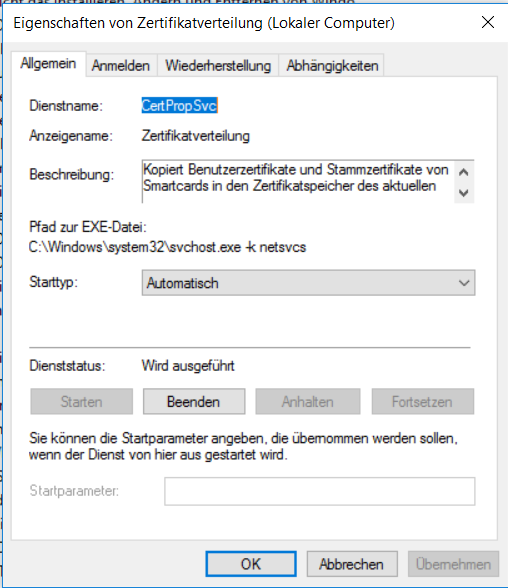 Eigenschaften von Zertifikatverteilung (Lokaler Computer)
Allgemein Anmelden Wiederherstellung Abhängigkeiten
Dienstname: CertPropSvc
Anzeigename: Zertifikatverteilung
Beschreibung: Kopiert Benutzerzertifikate und Stammzertifikate von
Smartcards in den Zertifikatspeicher des aktuellen
Pfad zur EXE-Datei:
C:\Windows\system32\svchost.exe -k netsvcs
Starttyp: Automatisch
Dienststatus: Wird ausgeführt
Starten Beenden Anhalten Fortsetzen
Sie können die Startparameter angeben, die übernommen werden sollen,
wenn der Dienst von hier aus gestartet wird.
Startparameter:
OK Abbrechen Übernehmen